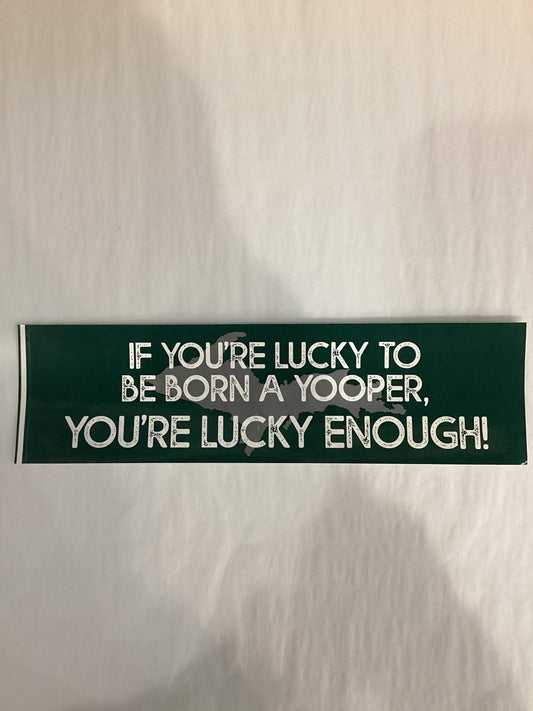 IF YOU'RE LUCKY TO
BE BORN A YOOPER,
YOU'RE LUCKY ENOUGH!